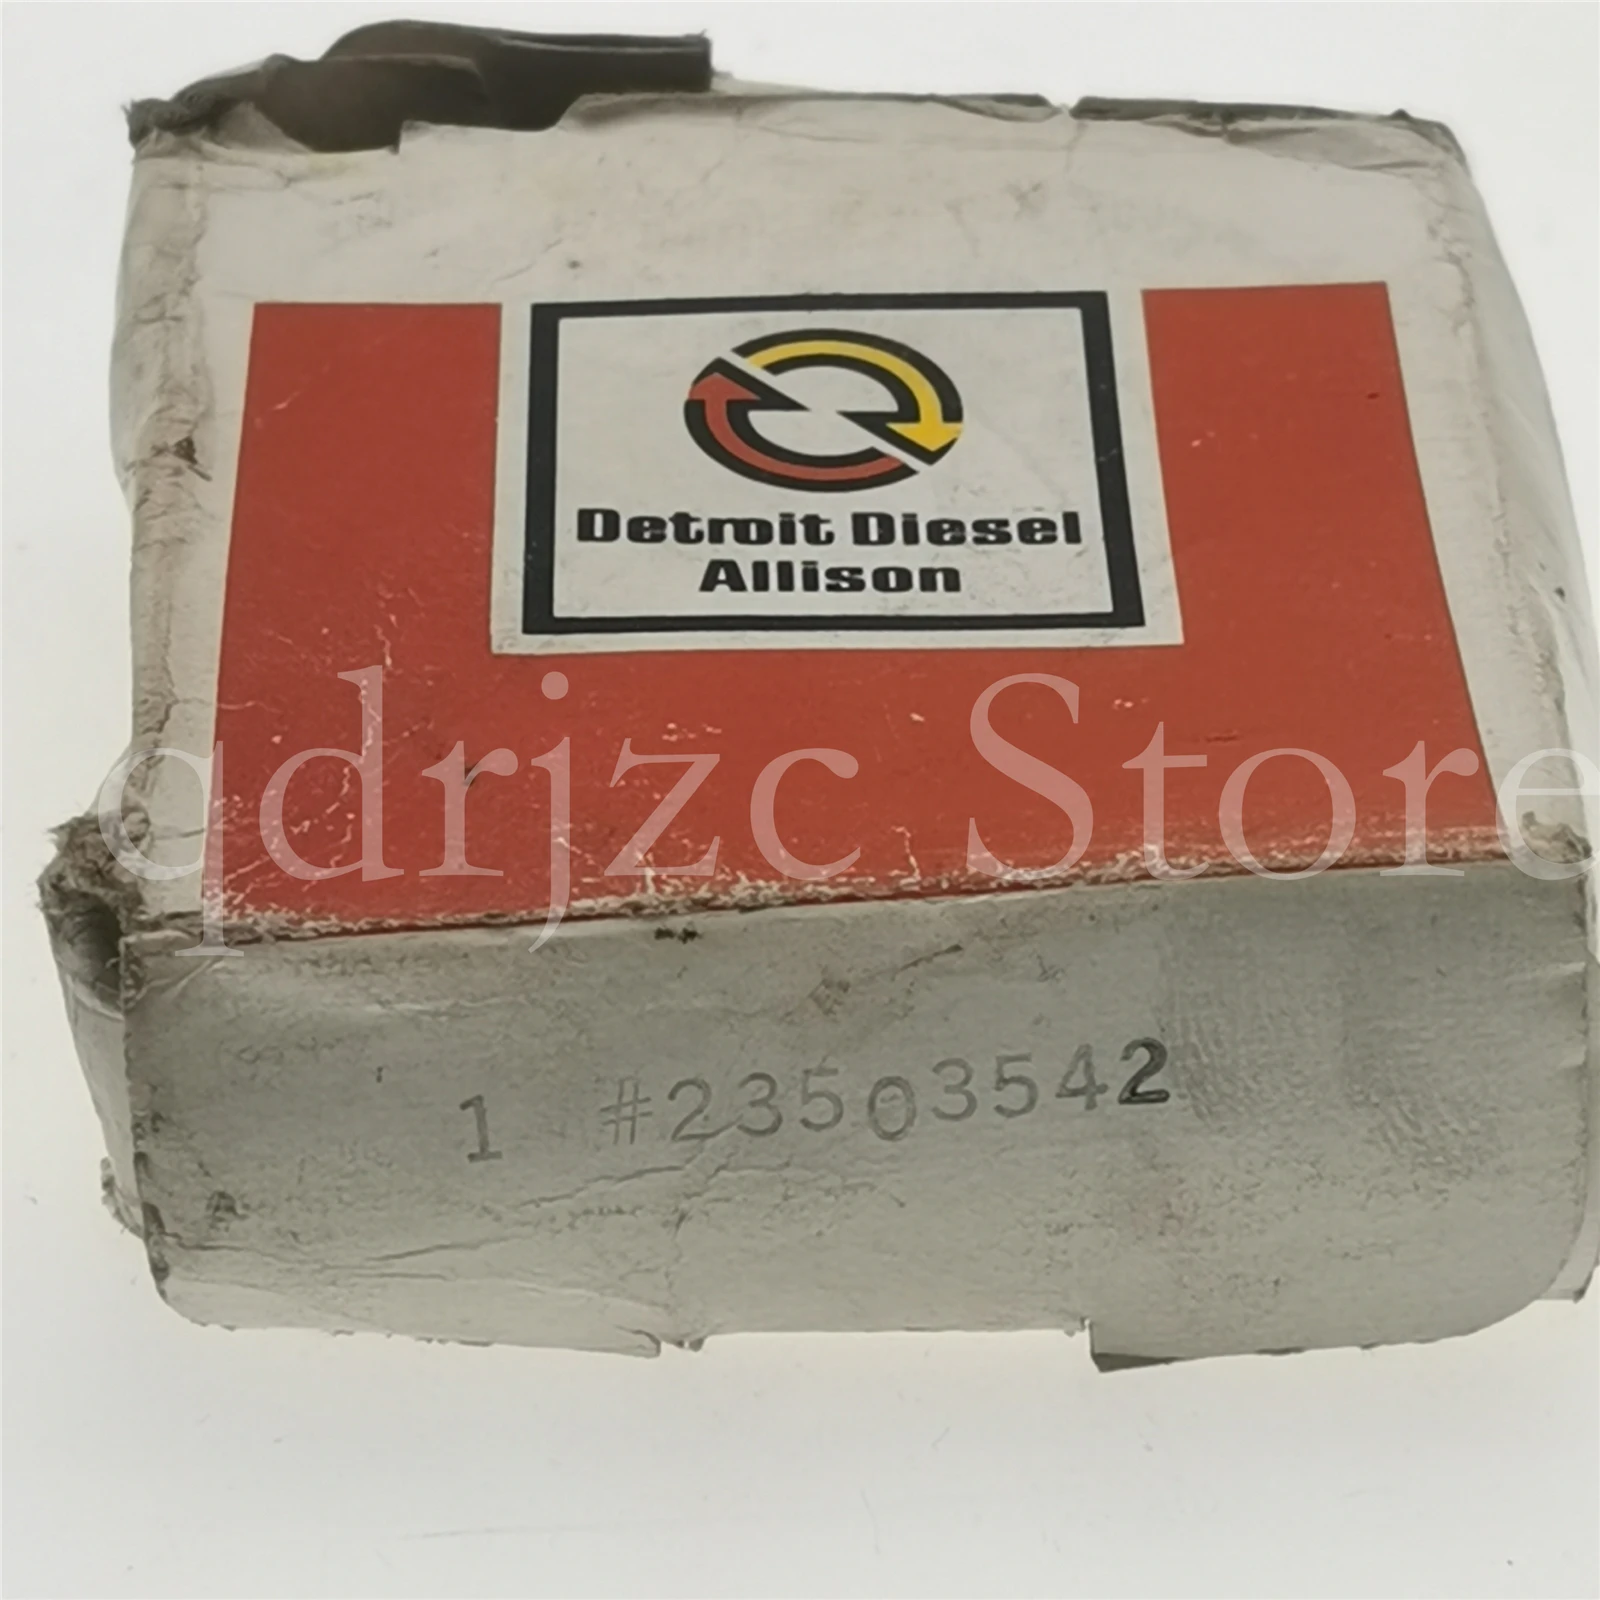 Detroit Diesel
Allison
qdrjzc Store
1 #23503542